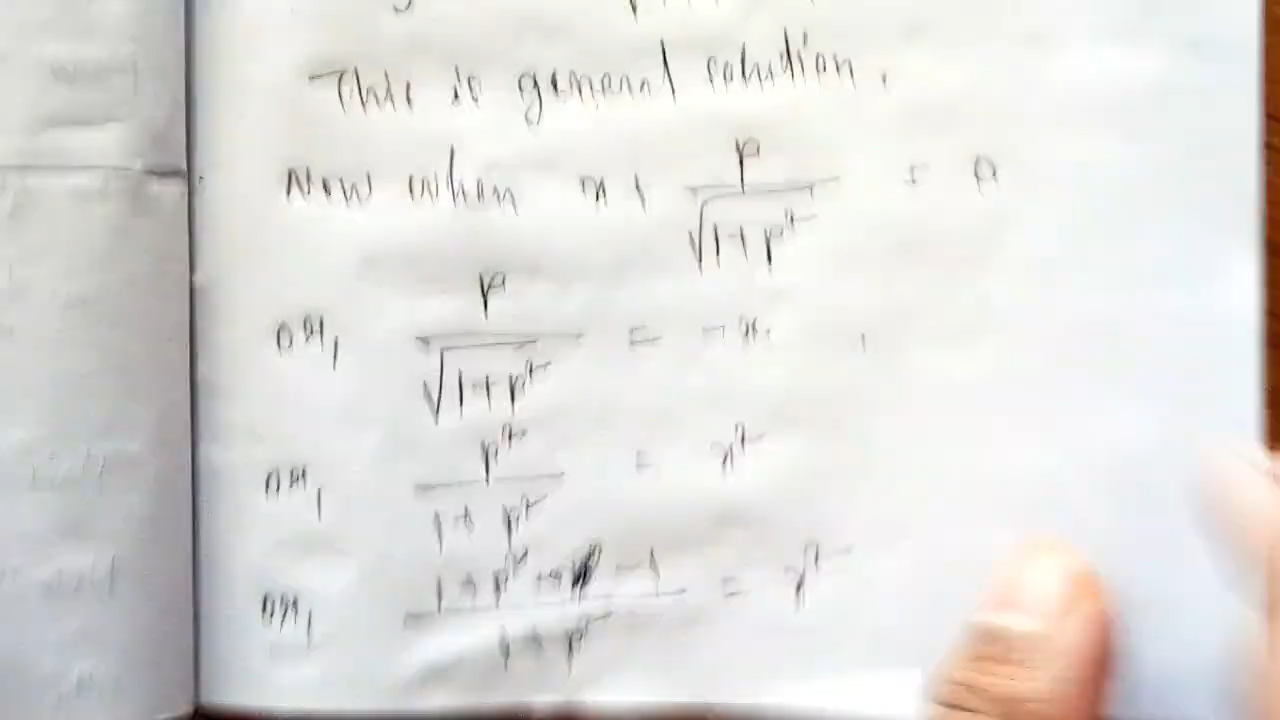 This is general solution.
Now when x + p/√(1+p²) = 0
or, p/√(1+p²) = -x.
or, p²/(1+p²) = x²
or, (1+p² - 1)/(1+p²) = x²